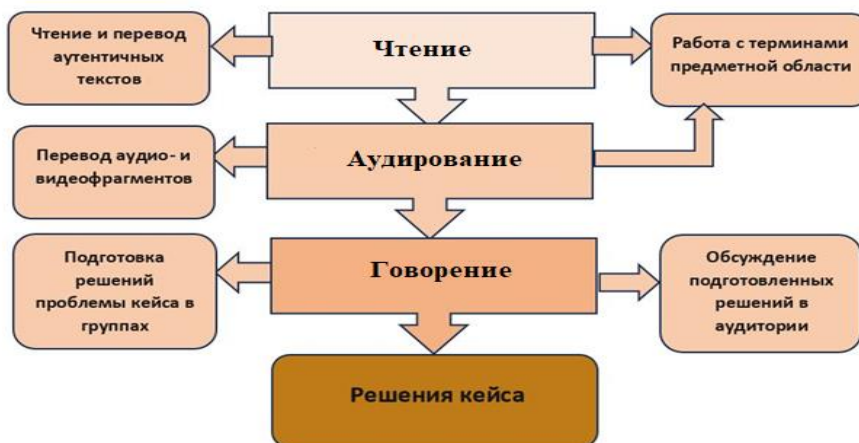 Чтение и перевод
аутентичных
текстов
Чтение
Работа с терминами
предметной области
Перевод аудио- и
видеофрагментов
Аудирование
Подготовка
решений
проблемы кейса в
группах
Говорение
Обсуждение
подготовленных
решений в
аудитории
Решения кейса